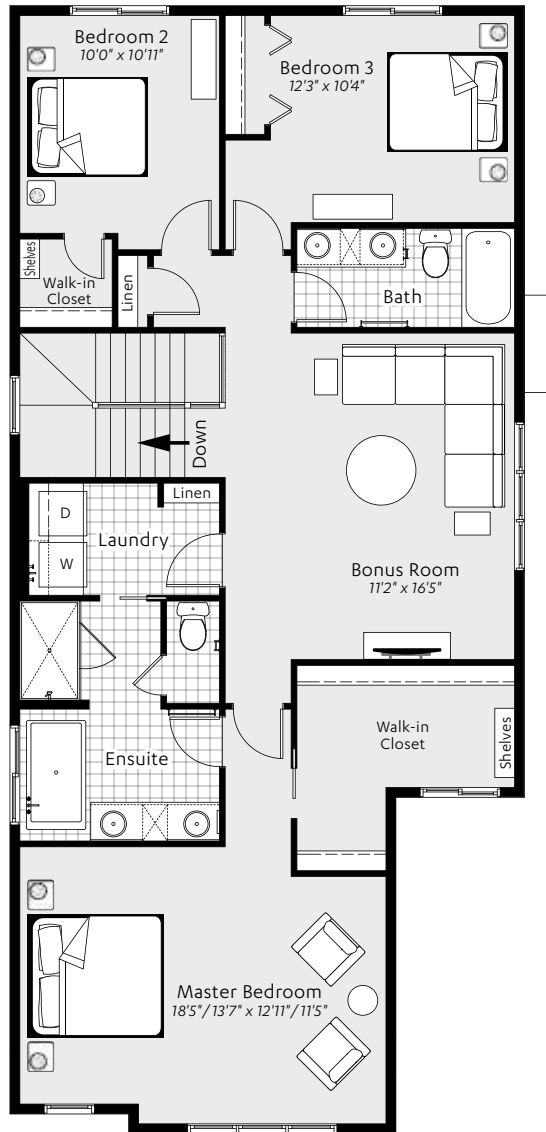 Bedroom 2
10'0" x 10'11"
Bedroom 3
12'3" x 10'4"
Shelves
Walk-in
Closet
Linen
Bath
Down
Linen
D
Laundry
W
Bonus Room
11'2" x 16'5"
Walk-in
Closet
Shelves
Ensuite
Master Bedroom
18'5"/13'7" x 12'11"/11'5"